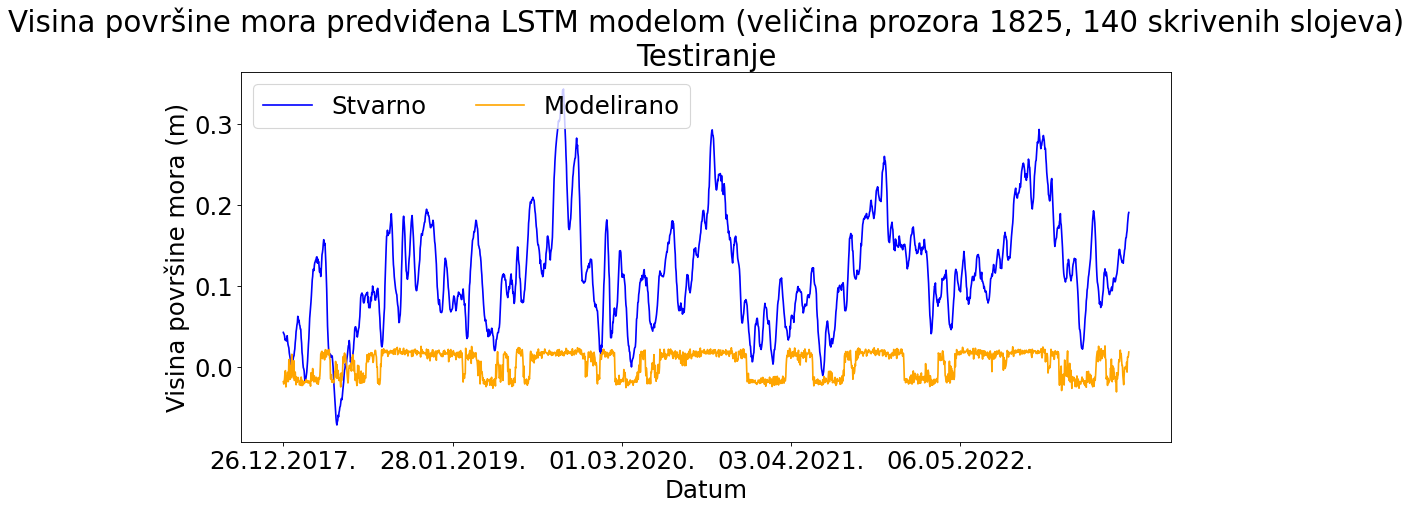 Visina površine mora predviđena LSTM modelom (veličina prozora 1825, 140 skrivenih slojeva)
Testiranje
Stvarno
Modelirano
Visina površine mora (m)
0.3
0.2
0.1
0.0
26.12.2017.
28.01.2019.
01.03.2020.
03.04.2021.
06.05.2022.
Datum